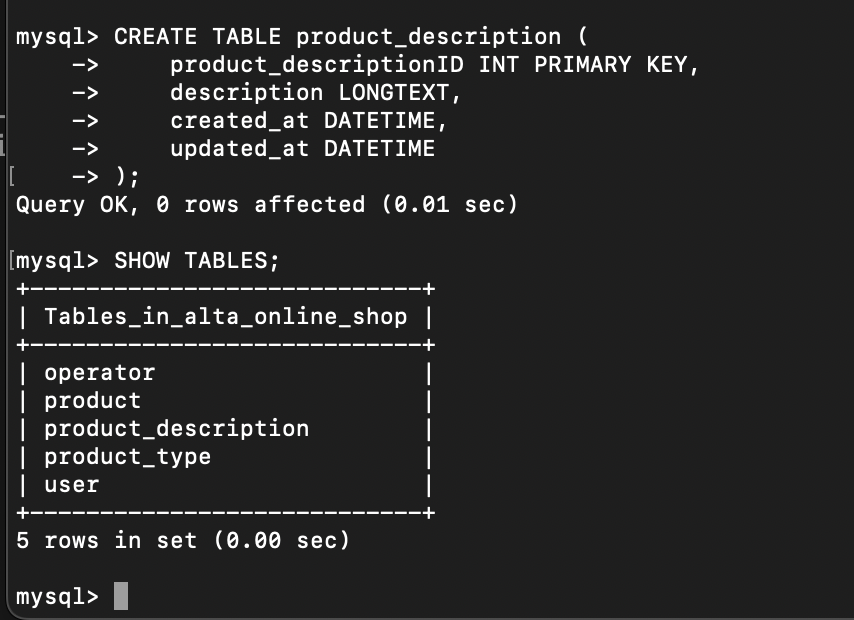 mysql> CREATE TABLE product_description (
    ->     product_descriptionID INT PRIMARY KEY,
    ->     description LONGTEXT,
    ->     created_at DATETIME,
    ->     updated_at DATETIME
    -> );
Query OK, 0 rows affected (0.01 sec)

mysql> SHOW TABLES;
+----------------------------+
| Tables_in_alta_online_shop |
+----------------------------+
| operator                   |
| product                    |
| product_description        |
| product_type               |
| user                       |
+----------------------------+
5 rows in set (0.00 sec)

mysql>